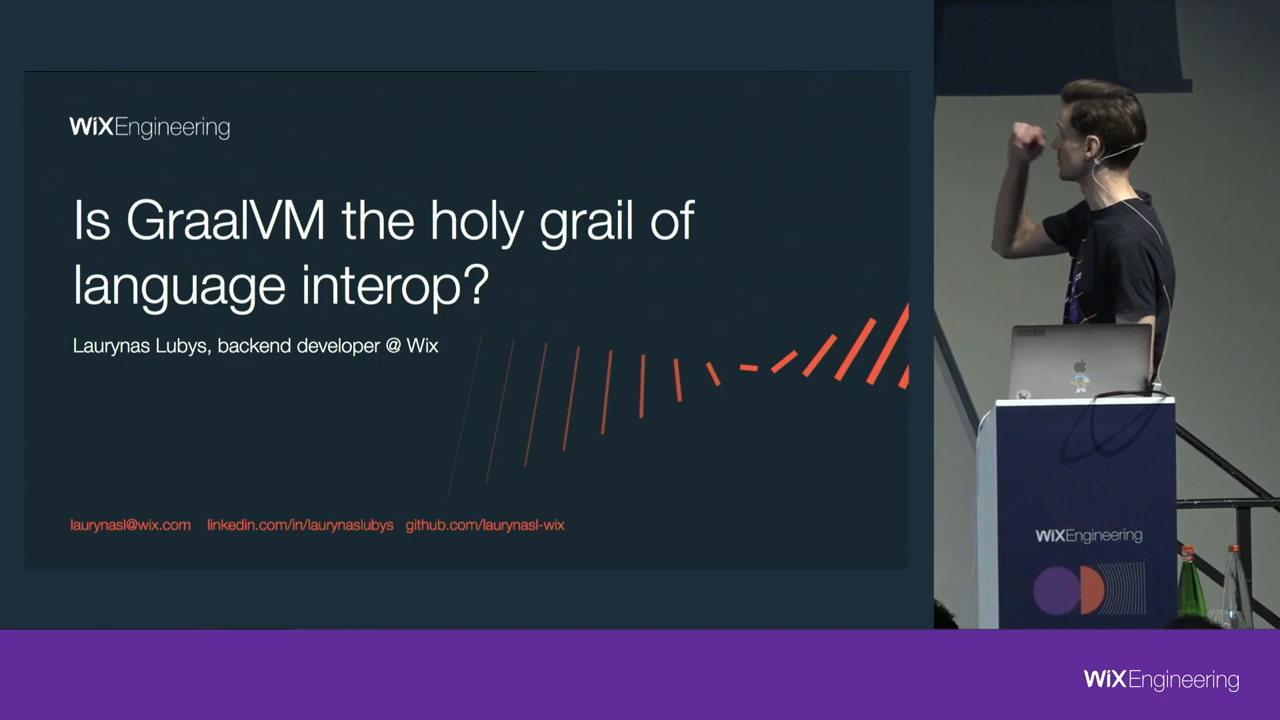 WiXEngineering
Is GraalVM the holy grail of
language interop?
Laurynas Lubys, backend developer @ Wix
laurynasl@wix.com linkedin.com/in/laurynaslubys github.com/laurynasl-wix
WiXEngineering
WiXEngineering